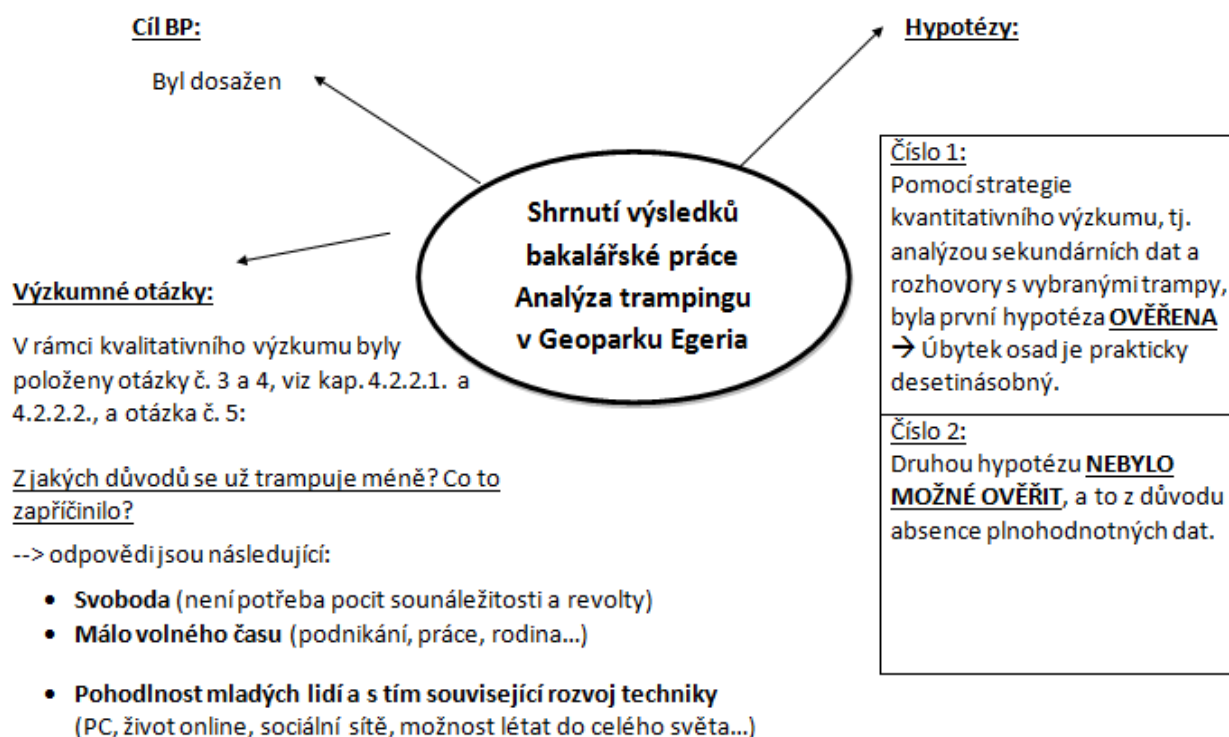 Cíl BP:
Byl dosažen
Hypotézy:
Shrnutí výsledků
bakalářské práce
Analýza trampingu
v Geoparku Egeria
Výzkumné otázky:
V rámci kvalitativního výzkumu byly
položeny otázky č. 3 a 4, viz kap. 4.2.2.1. a
4.2.2.2., a otázka č. 5:
Z jakých důvodů se už trampuje méně? Co to
zapříčinilo?
--> odpovědi jsou následující:
• Svoboda (není potřeba pocit sounáležitosti a revolty)
• Málo volného času (podnikání, práce, rodina...)
• Pohodlnost mladých lidí a s tím související rozvoj techniky
(PC, život online, sociální sítě, možnost létat do celého světa...)
Číslo 1:
Pomocí strategie
kvantitativního výzkumu, tj.
analýzou sekundárních dat a
rozhovory s vybranými trampy,
byla první hypotéza OVĚŘENA
→ Úbytek osad je prakticky
desetinásobný.
Číslo 2:
Druhou hypotézu NEBYLO
MOŽNÉ OVĚŘIT, a to z důvodu
absence plnohodnotných dat.